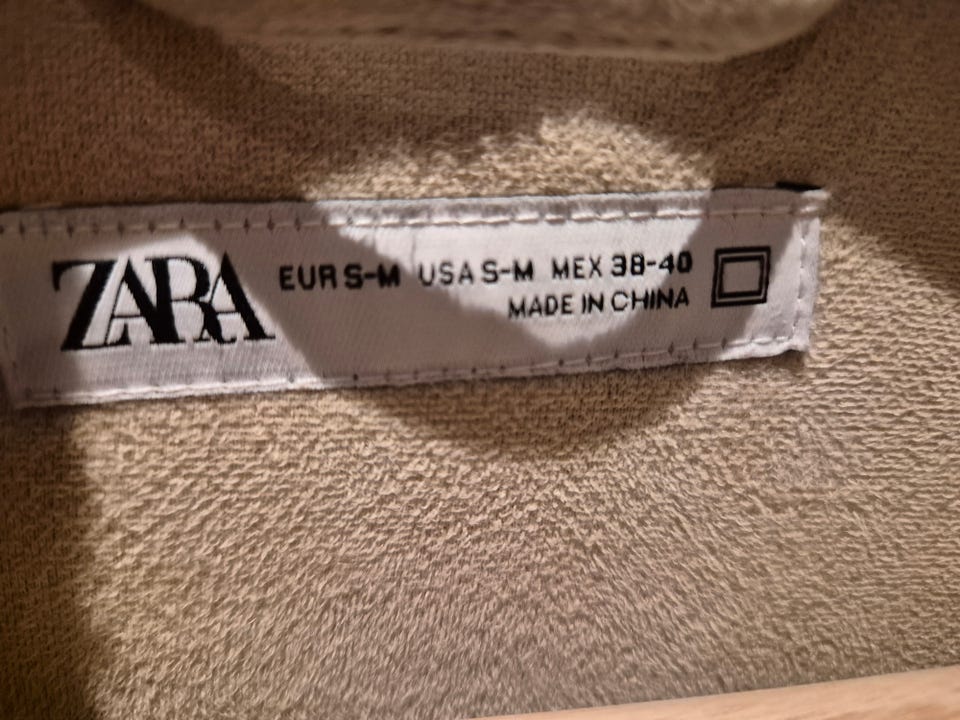 ZARA
EUR S-M USA S-M MEX 38-40
MADE IN CHINA